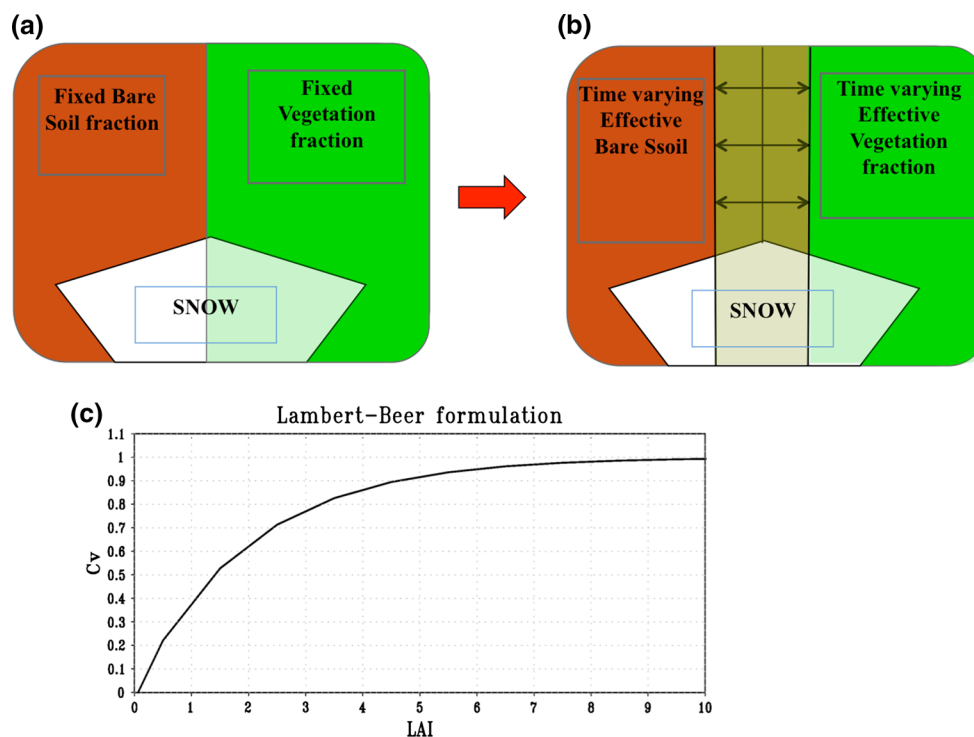 (a)
Fixed Bare
Soil fraction
Fixed
Vegetation
fraction
SNOW
(b)
Time varying
Effective
Bare Ssoil
Time varying
Effective
Vegetation
fraction
SNOW
(c)
Lambert-Beer formulation
1.1
1
0.9
0.8
0.7
0.6
0.5
0.4
0.3
0.2
0.1
0
Cv
0 1 2 3 4 5 6 7 8 9 10
LAI